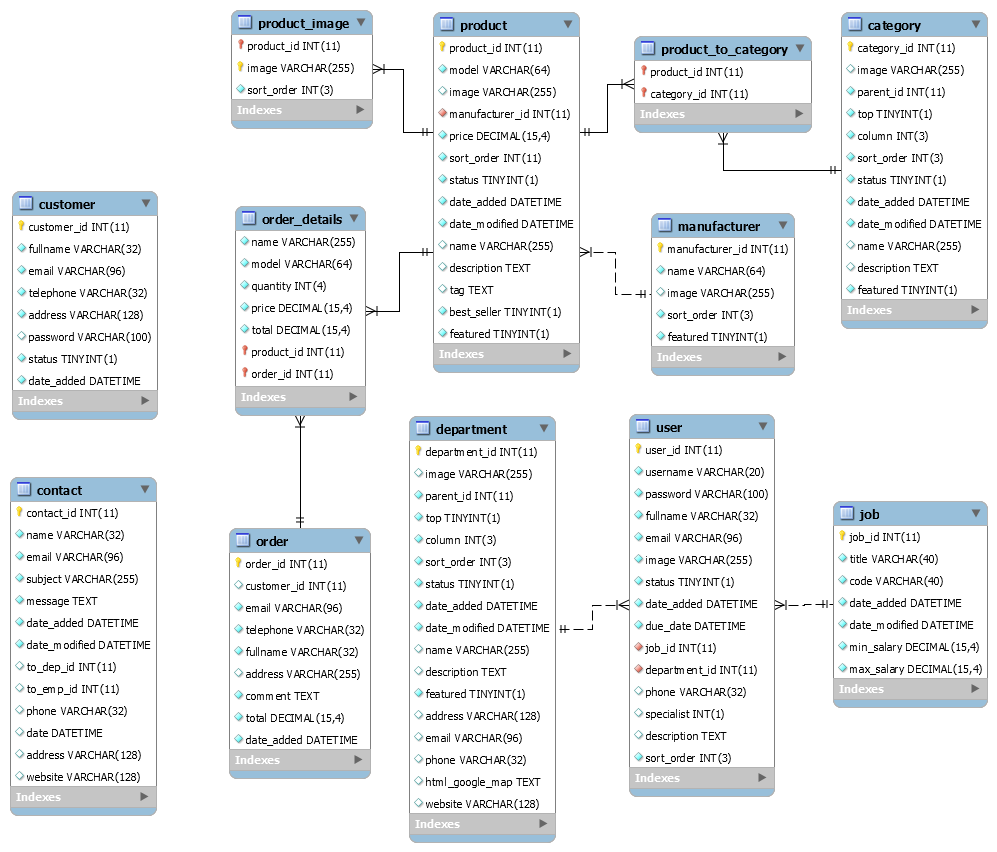 product_image
product_id INT(11)
image VARCHAR(255)
sort_order INT(3)
Indexes
product
product_id INT(11)
model VARCHAR(64)
image VARCHAR(255)
manufacturer_id INT(11)
price DECIMAL(15,4)
sort_order INT(11)
status TINYINT(1)
date_added DATETIME
date_modified DATETIME
name VARCHAR(255)
description TEXT
tag TEXT
best_seller TINYINT(1)
featured TINYINT(1)
Indexes
product_to_category
product_id INT(11)
category_id INT(11)
Indexes
category
category_id INT(11)
image VARCHAR(255)
parent_id INT(11)
top TINYINT(1)
column INT(3)
sort_order INT(3)
status TINYINT(1)
date_added DATETIME
date_modified DATETIME
name VARCHAR(255)
description TEXT
featured TINYINT(1)
Indexes
customer
customer_id INT(11)
fullname VARCHAR(32)
email VARCHAR(96)
telephone VARCHAR(32)
address VARCHAR(128)
password VARCHAR(100)
status TINYINT(1)
date_added DATETIME
Indexes
order_details
name VARCHAR(255)
model VARCHAR(64)
quantity INT(4)
price DECIMAL(15,4)
total DECIMAL(15,4)
product_id INT(11)
order_id INT(11)
Indexes
manufacturer
manufacturer_id INT(11)
name VARCHAR(64)
image VARCHAR(255)
sort_order INT(3)
featured TINYINT(1)
Indexes
contact
contact_id INT(11)
name VARCHAR(32)
email VARCHAR(96)
subject VARCHAR(255)
message TEXT
date_added DATETIME
date_modified DATETIME
to_dep_id INT(11)
to_emp_id INT(11)
phone VARCHAR(32)
date DATETIME
address VARCHAR(128)
website VARCHAR(128)
Indexes
order
order_id INT(11)
customer_id INT(11)
email VARCHAR(96)
telephone VARCHAR(32)
fullname VARCHAR(32)
address VARCHAR(255)
comment TEXT
total DECIMAL(15,4)
date_added DATETIME
Indexes
department
department_id INT(11)
image VARCHAR(255)
parent_id INT(11)
top TINYINT(1)
column INT(3)
sort_order INT(3)
status TINYINT(1)
date_added DATETIME
date_modified DATETIME
name VARCHAR(255)
description TEXT
featured TINYINT(1)
address VARCHAR(128)
email VARCHAR(96)
phone VARCHAR(32)
html_google_map TEXT
website VARCHAR(128)
Indexes
user
user_id INT(11)
username VARCHAR(20)
password VARCHAR(100)
fullname VARCHAR(32)
email VARCHAR(96)
image VARCHAR(255)
status TINYINT(1)
date_added DATETIME
due_date DATETIME
job_id INT(11)
department_id INT(11)
phone VARCHAR(32)
specialist INT(1)
description TEXT
sort_order INT(3)
Indexes
job
job_id INT(11)
title VARCHAR(40)
code VARCHAR(40)
date_added DATETIME
date_modified DATETIME
min_salary DECIMAL(15,4)
max_salary DECIMAL(15,4)
Indexes